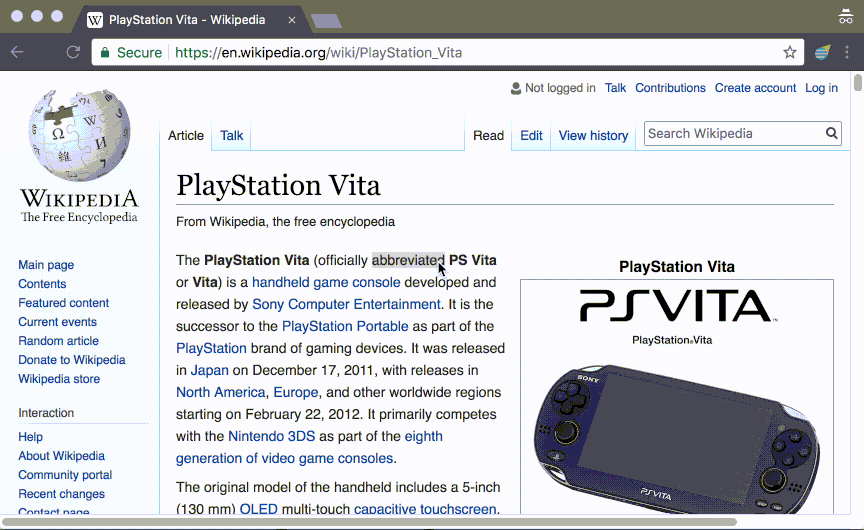 PlayStation Vita - Wikipedia
Secure https://en.wikipedia.org/wiki/PlayStation_Vita
Not logged in Talk Contributions Create account Log in
Article Talk Read Edit View history Search Wikipedia
WIKIPEDIA
The Free Encyclopedia
Main page
Contents
Featured content
Current events
Random article
Donate to Wikipedia
Wikipedia store
Interaction
Help
About Wikipedia
Community portal
Recent changes
Contact page
PlayStation Vita
From Wikipedia, the free encyclopedia
The PlayStation Vita (officially abbreviated PS Vita
or Vita) is a handheld game console developed and
released by Sony Computer Entertainment. It is the
successor to the PlayStation Portable as part of the
PlayStation brand of gaming devices. It was released
in Japan on December 17, 2011, with releases in
North America, Europe, and other worldwide regions
starting on February 22, 2012. It primarily competes
with the Nintendo 3DS as part of the eighth
generation of video game consoles.
The original model of the handheld includes a 5-inch
(130 mm) OLED multi-touch capacitive touchscreen,
PlayStation Vita
PSVITA™
PlayStation®Vita
SONY
PSVITA